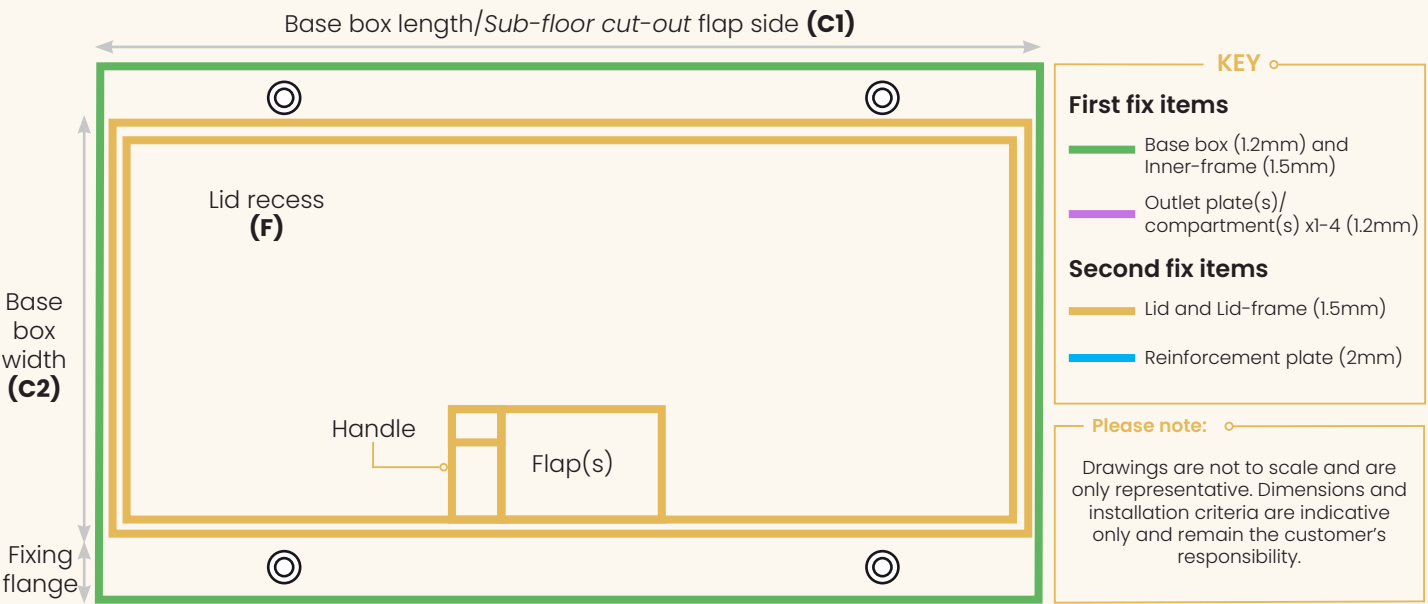 Base box length/Sub-floor cut-out flap side (C1)
Lid recess
(F)
Base
box
width
(C2)
Handle
Flap(s)
Fixing
flange
KEY
First fix items
Base box (1.2mm) and
Inner-frame (1.5mm)
Outlet plate(s)/
compartment(s) x1-4 (1.2mm)
Second fix items
Lid and Lid-frame (1.5mm)
Reinforcement plate (2mm)
Please note:
Drawings are not to scale and are
only representative. Dimensions and
installation criteria are indicative
only and remain the customer’s
responsibility.